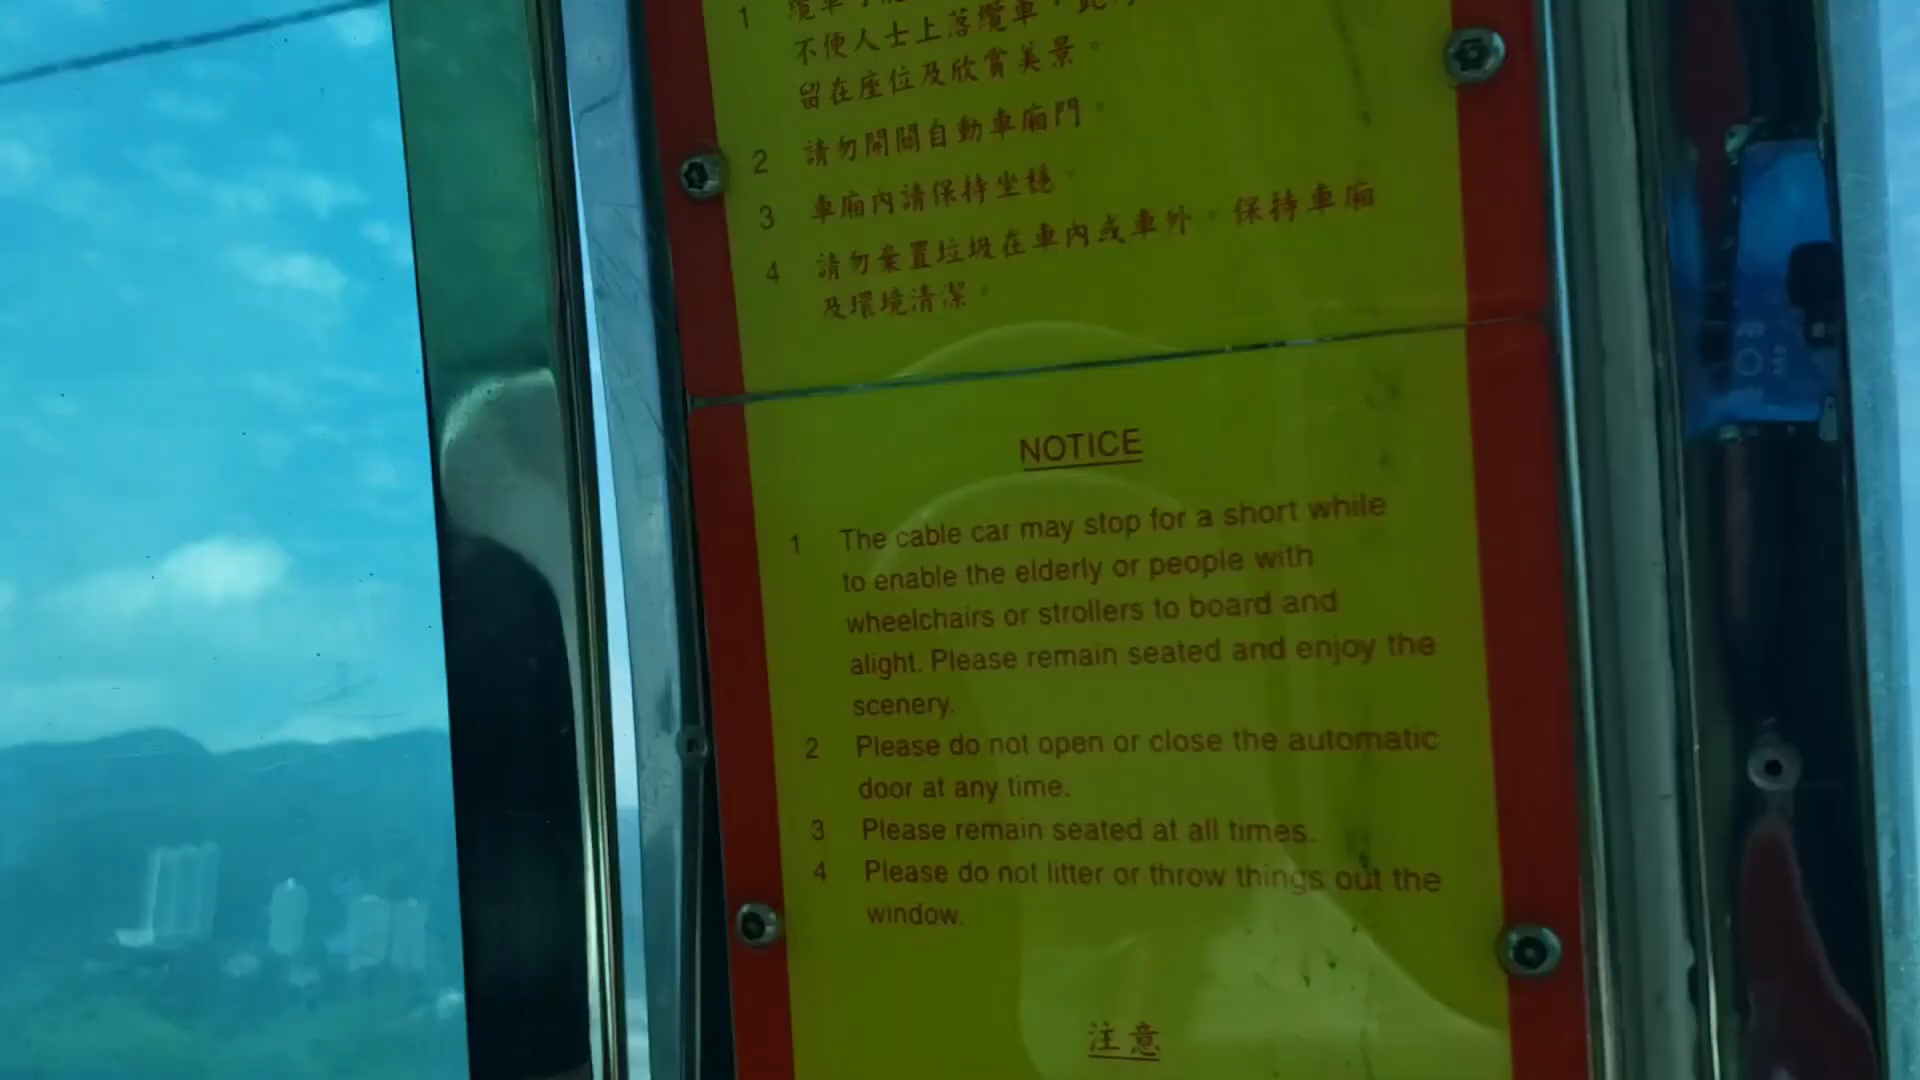 1 纜車
不便人士上落纜車，此
留在座位及欣賞美景。
2 請勿開關自動車廂門。
3 車廂內請保持坐穩。
4 請勿棄置垃圾在車內或車外。保持車廂
及環境清潔。
NOTICE
1 The cable car may stop for a short while
to enable the elderly or people with
wheelchairs or strollers to board and
alight. Please remain seated and enjoy the
scenery.
2 Please do not open or close the automatic
door at any time.
3 Please remain seated at all times.
4 Please do not litter or throw things out the
window.
注意